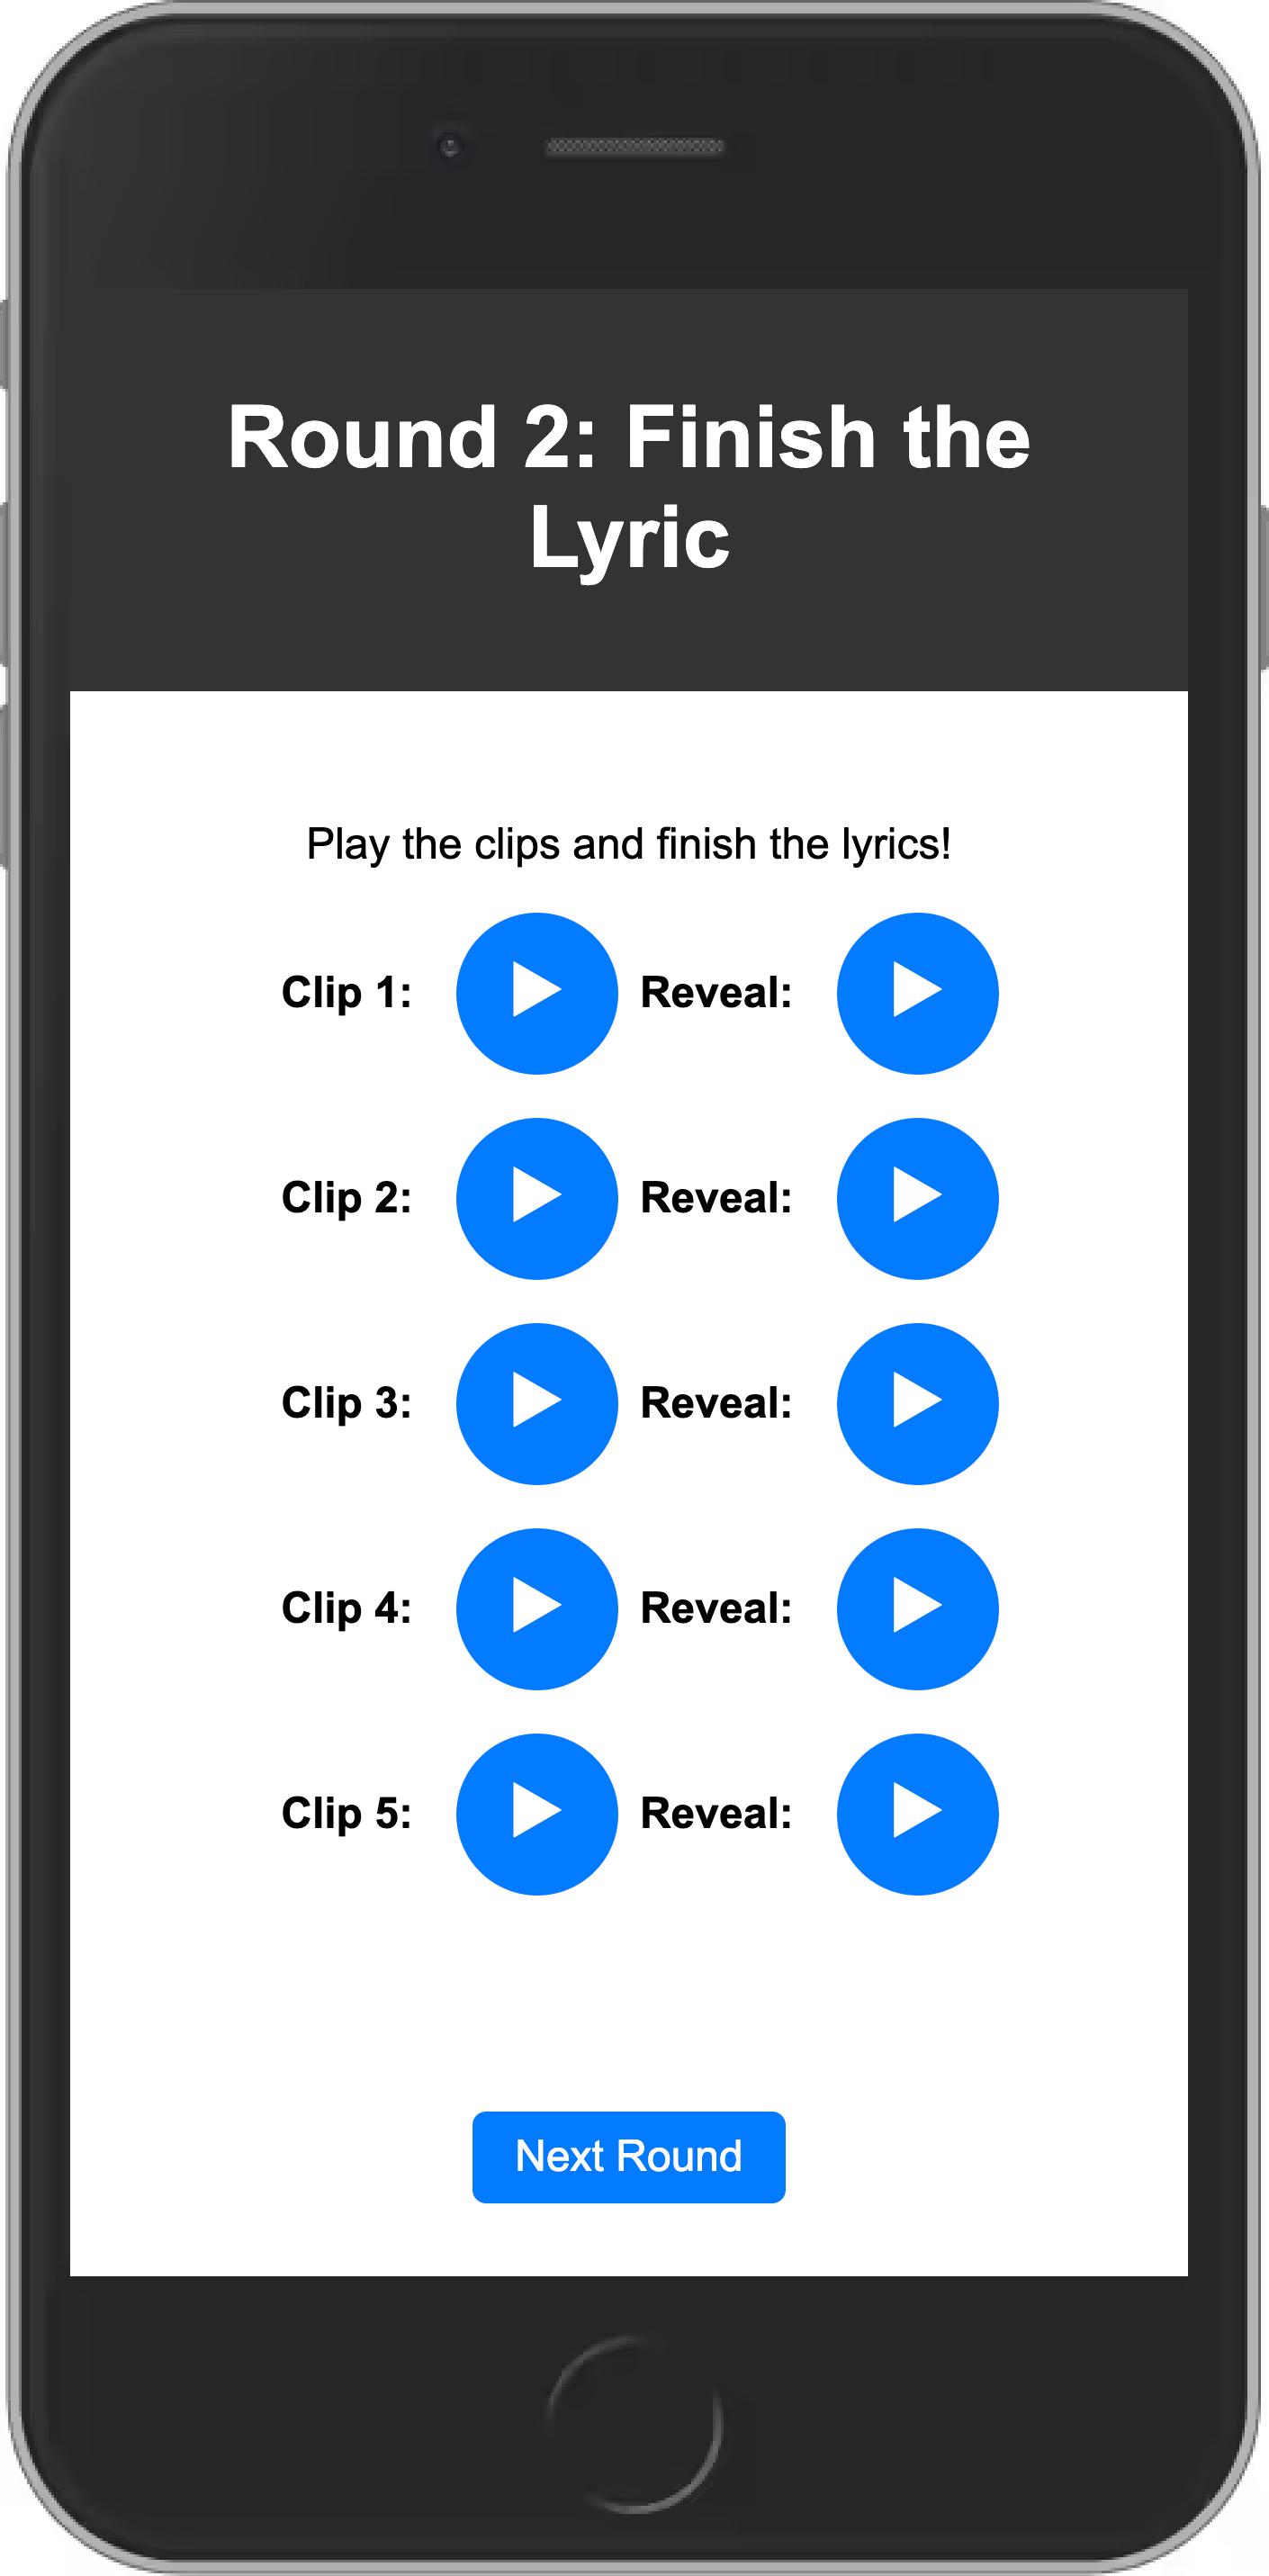 Round 2: Finish the
Lyric
Play the clips and finish the lyrics!
Clip 1: Reveal:
Clip 2: Reveal:
Clip 3: Reveal:
Clip 4: Reveal:
Clip 5: Reveal:
Next Round